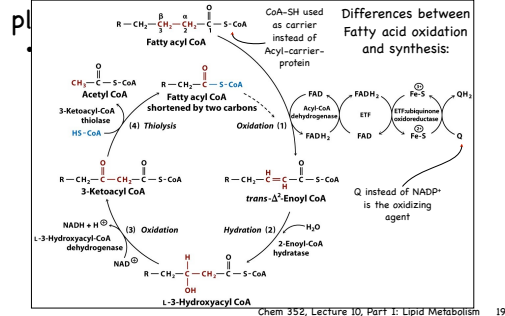 pl
•
Differences between
Fatty acid oxidation
and synthesis:
CoA-SH used
as carrier
instead of
Acyl-carrier-
protein
β α O
R—CH₂—CH₂—CH₂—C—S-CoA
3 2 1
Fatty acyl CoA
O
CH₃—C—S-CoA
Acetyl CoA
O
R—CH₂—C—S-CoA
Fatty acyl CoA
shortened by two carbons
3-Ketoacyl-CoA
thiolase
HS-CoA
(4) Thiolysis
Oxidation (1)
FAD
Acyl-CoA
dehydrogenase
FADH₂
FADH₂
ETF
FAD
3+
Fe-S
ETF:ubiquinone
oxidoreductase
2+
Fe-S
QH₂
Q
Q instead of NADP⁺
is the oxidizing
agent
O O
R—C—CH₂—C—S-CoA
3-Ketoacyl CoA
H O
R—C=C—C—S-CoA
H
trans-Δ²-Enoyl CoA
NADH + H⊕
L-3-Hydroxyacyl-CoA
dehydrogenase
NAD⊕
(3) Oxidation
Hydration (2)
H₂O
2-Enoyl-CoA
hydratase
H O
R—CH₂—C—CH₂—C—S-CoA
OH
L-3-Hydroxyacyl CoA
Chem 352, Lecture 10, Part I: Lipid Metabolism 19